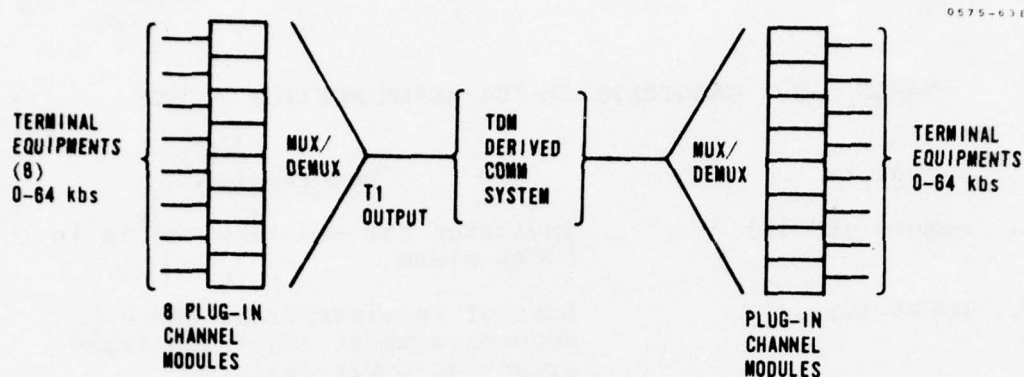 0575-63E
TERMINAL
EQUIPMENTS
(8)
0-64 kbs
MUX/
DEMUX
T1
OUTPUT
TDM
DERIVED
COMM
SYSTEM
MUX/
DEMUX
TERMINAL
EQUIPMENTS
0-64 kbs
8 PLUG-IN
CHANNEL
MODULES
PLUG-IN
CHANNEL
MODULES